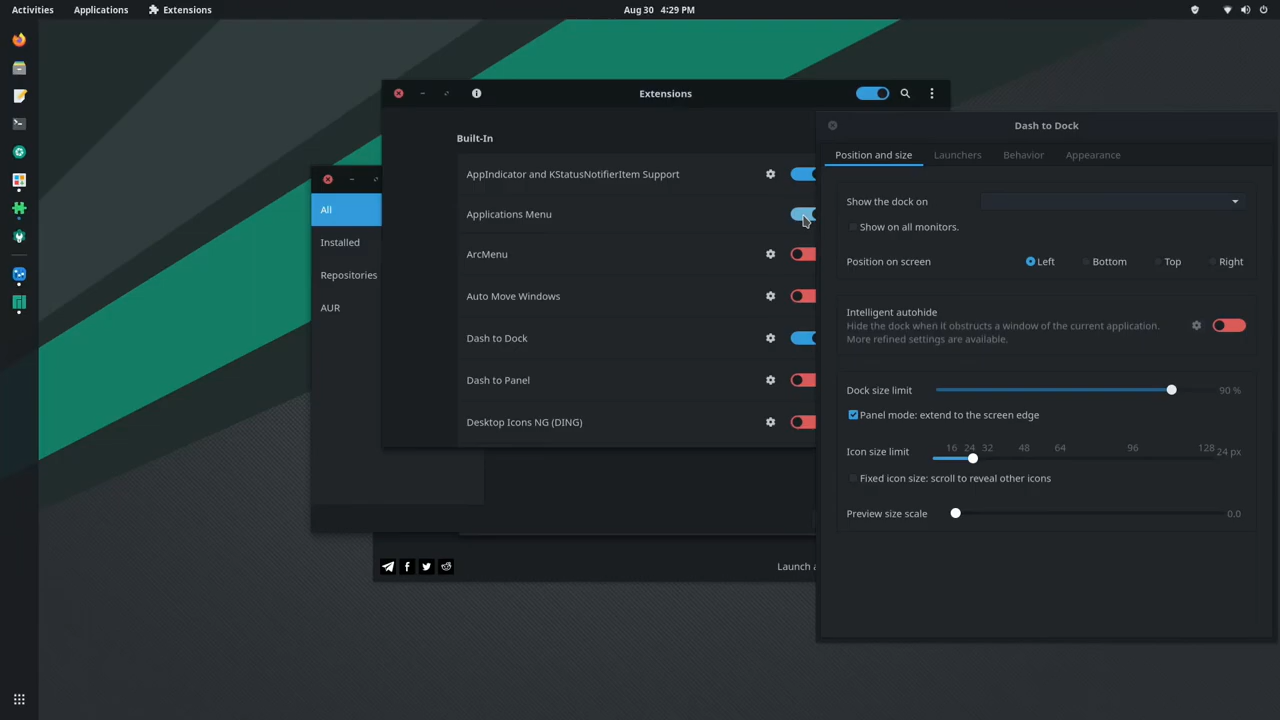 Activities Applications Extensions Aug 30 4:29 PM
Extensions
Built-In
AppIndicator and KStatusNotifierItem Support
Applications Menu
ArcMenu
Auto Move Windows
Dash to Dock
Dash to Panel
Desktop Icons NG (DING)
All
Installed
Repositories
AUR
Launch a
Dash to Dock
Position and size Launchers Behavior Appearance
Show the dock on
Show on all monitors.
Position on screen Left Bottom Top Right
Intelligent autohide
Hide the dock when it obstructs a window of the current application.
More refined settings are available.
Dock size limit 90 %
Panel mode: extend to the screen edge
16 24 32 48 64 96 128
Icon size limit 24 px
Fixed icon size: scroll to reveal other icons
Preview size scale 0.0